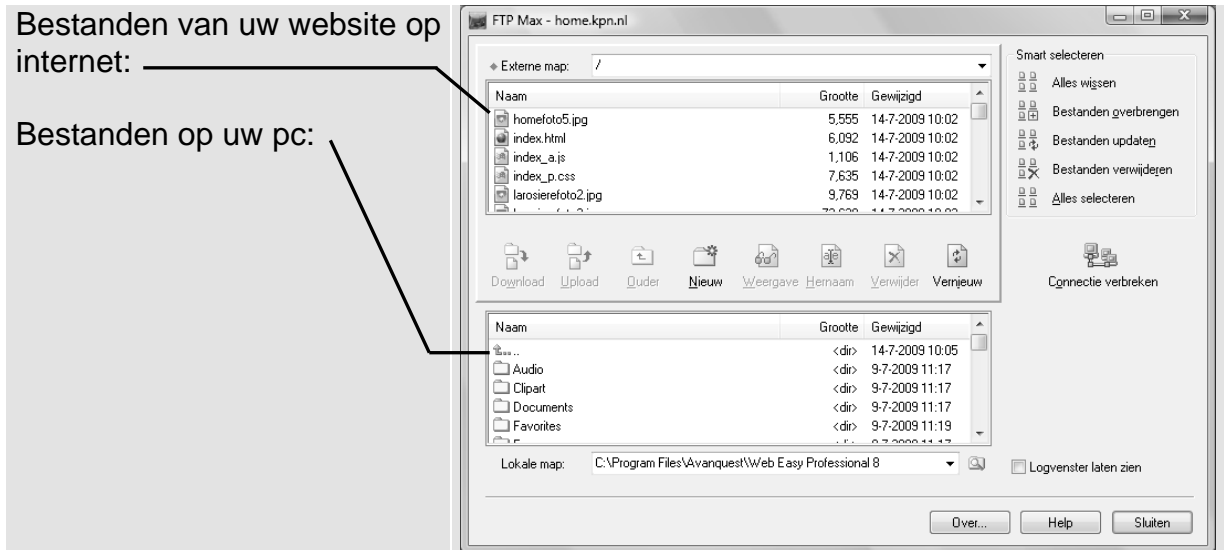 Bestanden van uw website op
internet:
Bestanden op uw pc:
FTP Max - home.kpn.nl
Externe map: /
Naam Grootte Gewijzigd
homefoto5.jpg 5,555 14-7-2009 10:02
index.html 6,092 14-7-2009 10:02
index_a.js 1,106 14-7-2009 10:02
index_p.css 7,635 14-7-2009 10:02
larosierefoto2.jpg 9,769 14-7-2009 10:02
Smart selecteren
Alles wissen
Bestanden overbrengen
Bestanden updaten
Bestanden verwijderen
Alles selecteren
Download Upload Ouder Nieuw Weergave Hernaam Verwijder Vernieuw
Connectie verbreken
Naam Grootte Gewijzigd
.. <dir> 14-7-2009 10:05
Audio <dir> 9-7-2009 11:17
Clipart <dir> 9-7-2009 11:17
Documents <dir> 9-7-2009 11:17
Favorites <dir> 9-7-2009 11:19
Lokale map: C:\Program Files\Avanquest\Web Easy Professional 8
Logvenster laten zien
Over... Help Sluiten